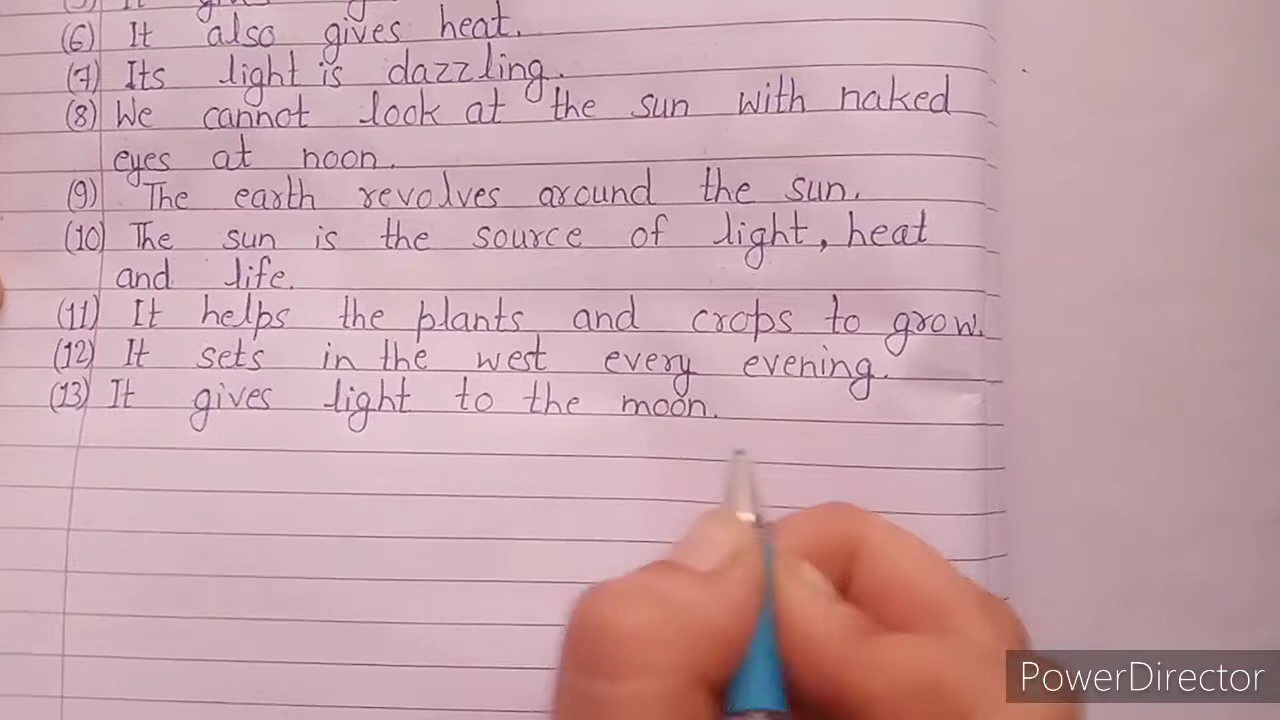 (6) It also gives heat.
(7) Its light is dazzling.
(8) We cannot look at the sun with naked
eyes at noon.
(9) The earth revolves around the sun.
(10) The sun is the source of light, heat
and life.
(11) It helps the plants and crops to grow.
(12) It sets in the west every evening.
(13) It gives light to the moon.
PowerDirector